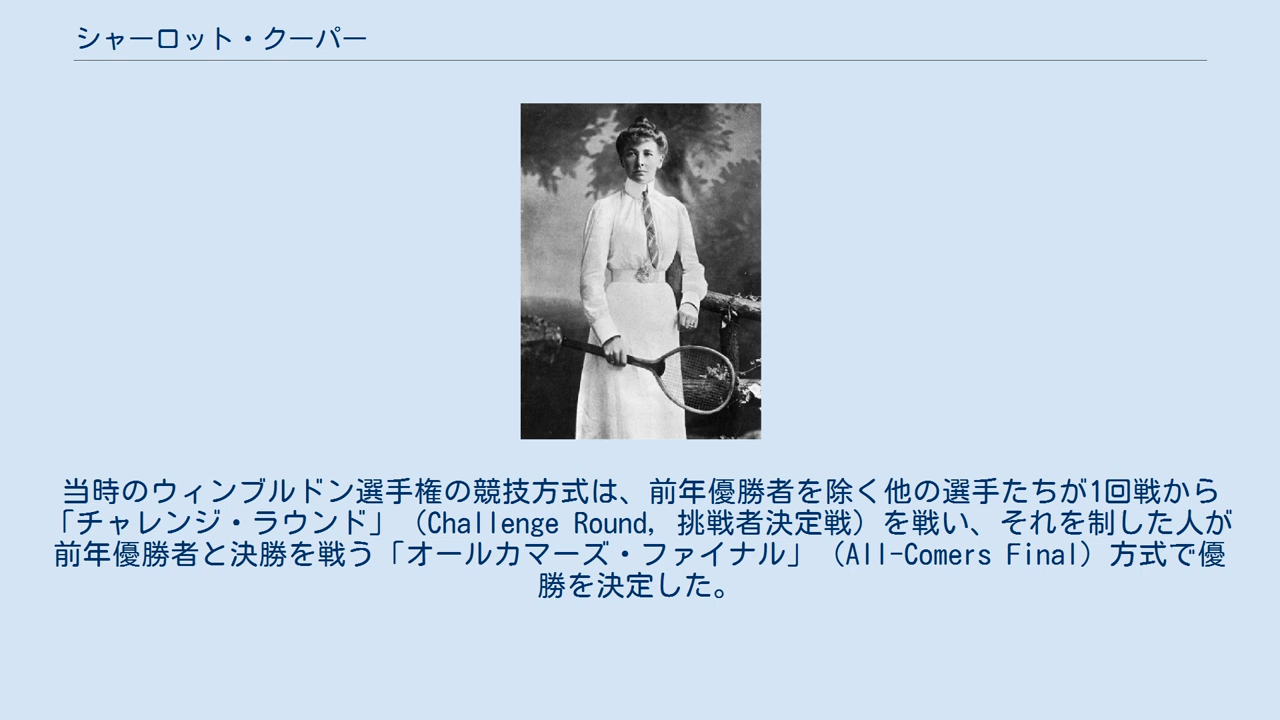 シャーロット・クーパー
当時のウィンブルドン選手権の競技方式は、前年優勝者を除く他の選手たちが1回戦から
「チャレンジ・ラウンド」（Challenge Round, 挑戦者決定戦）を戦い、それを制した人が
前年優勝者と決勝を戦う「オールカマーズ・ファイナル」（All-Comers Final）方式で優
勝を決定した。